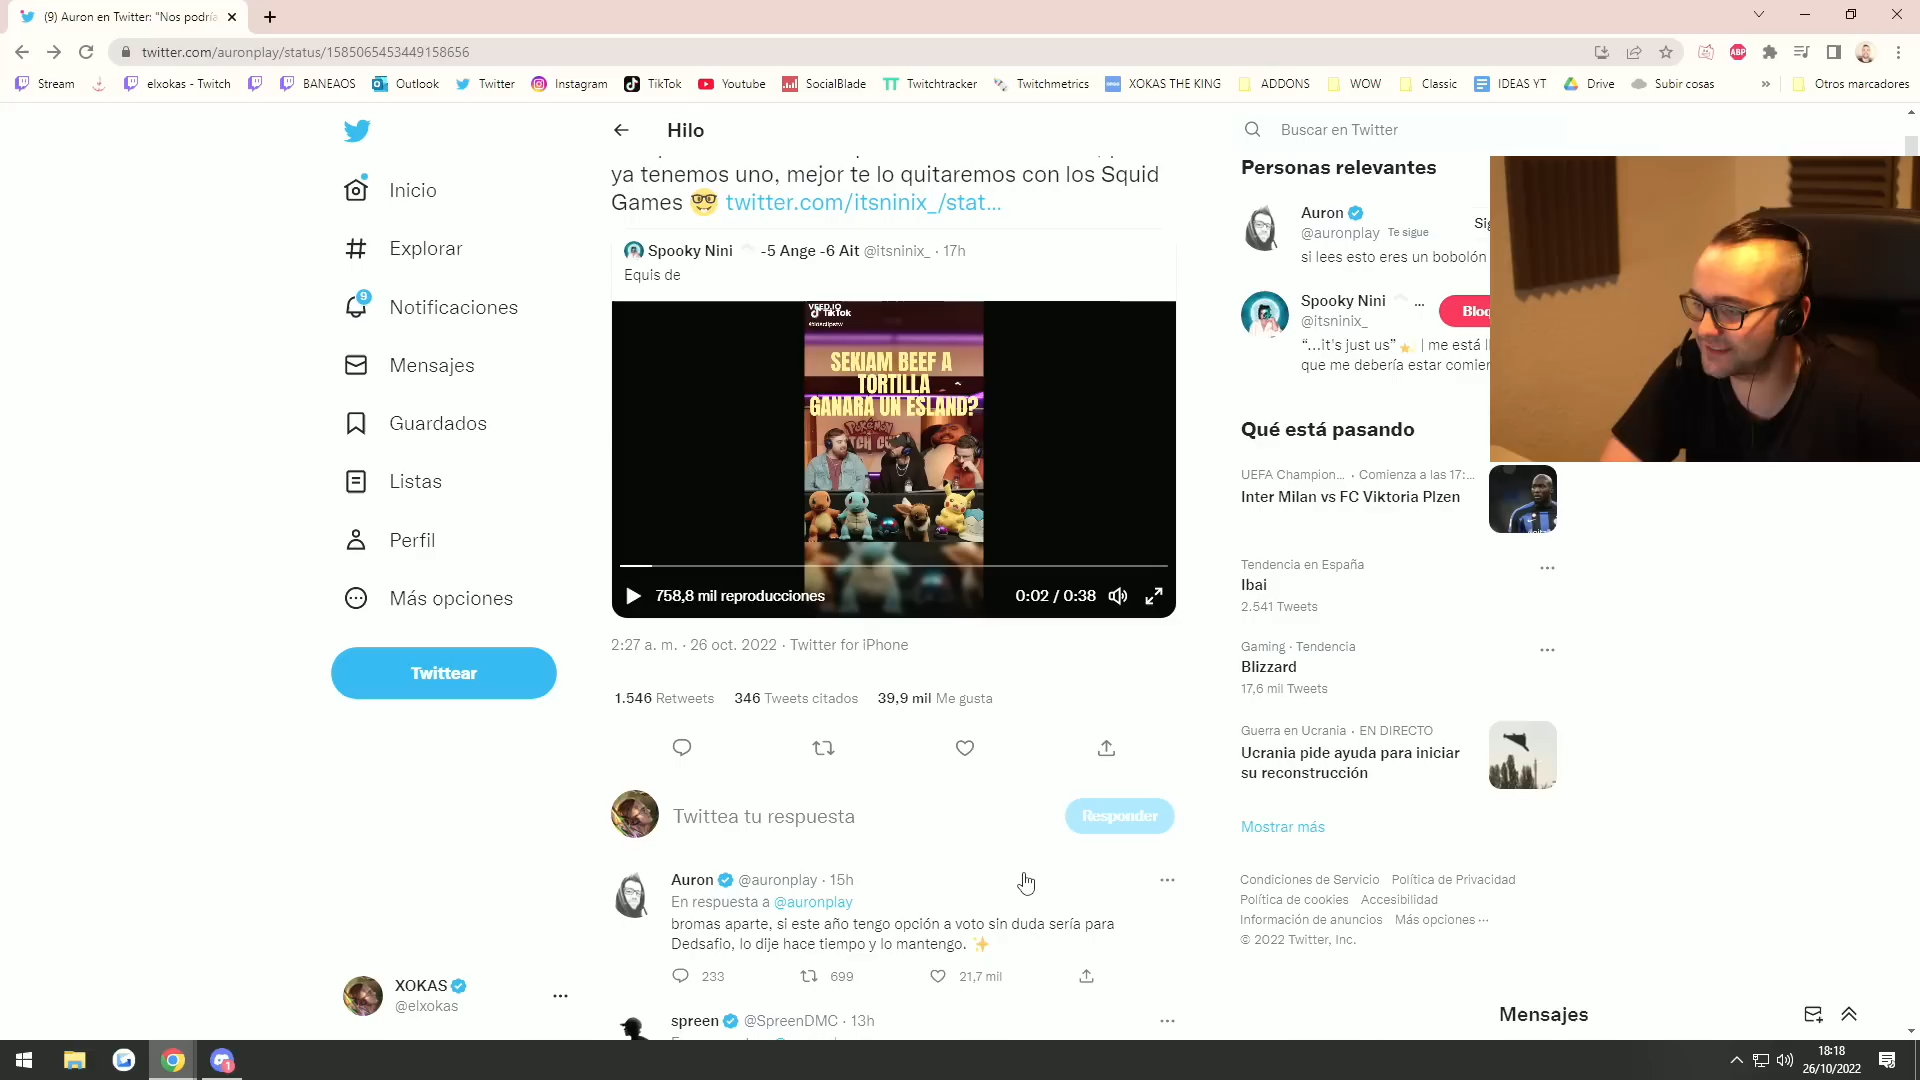 (9) Auron en Twitter: "Nos podría
twitter.com/auronplay/status/1585065453449158656
Stream
elxokas - Twitch
BANEAOS
Outlook
Twitter
Instagram
TikTok
Youtube
SocialBlade
Twitchtracker
Twitchmetrics
XOKAS THE KING
ADDONS
WOW
Classic
IDEAS YT
Drive
Subir cosas
»
Otros marcadores
ABP
Inicio
Explorar
9
Notificaciones
Mensajes
Guardados
Listas
Perfil
Más opciones
Twittear
XOKAS
@elxokas
Hilo
ya tenemos uno, mejor te lo quitaremos con los Squid
Games 🤓 twitter.com/itsninix_/stat...
Spooky Nini -5 Ange -6 Ait @itsninix_ · 17h
Equis de
VEED.IO
TikTok
SEKIAM BEEF A
TORTILLA
GANARÁ UN ESLAND?
POKÉMON
758,8 mil reproducciones
0:02 / 0:38
2:27 a. m. · 26 oct. 2022 · Twitter for iPhone
1.546 Retweets 346 Tweets citados 39,9 mil Me gusta
Twittea tu respuesta
Responder
Auron @auronplay · 15h
En respuesta a @auronplay
bromas aparte, si este año tengo opción a voto sin duda sería para
Dedsafio, lo dije hace tiempo y lo mantengo. ✨
233 699 21,7 mil
spreen @SpreenDMC · 13h
Buscar en Twitter
Personas relevantes
Auron
@auronplay Te sigue
Sig
si lees esto eres un bobolón
Spooky Nini ...
@itsninix_
Bloq
"...it's just us" ⭐ | me está l
que me debería estar comier
Qué está pasando
UEFA Champion... · Comienza a las 17:...
Inter Milan vs FC Viktoria Plzen
Tendencia en España
Ibai
2.541 Tweets
Gaming · Tendencia
Blizzard
17,6 mil Tweets
Guerra en Ucrania · EN DIRECTO
Ucrania pide ayuda para iniciar
su reconstrucción
Mostrar más
Condiciones de Servicio Política de Privacidad
Política de cookies Accesibilidad
Información de anuncios Más opciones ···
© 2022 Twitter, Inc.
Mensajes
1
18:18
26/10/2022